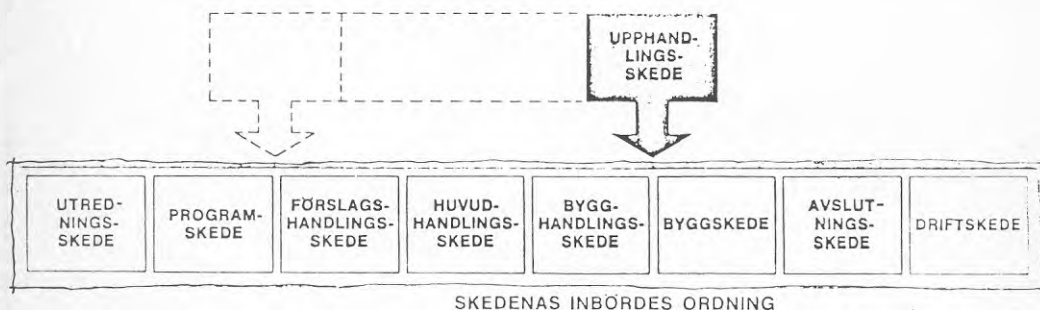 UPPHAND-
LINGS-
SKEDE
UTRED-
NINGS-
SKEDE
PROGRAM-
SKEDE
FÖRSLAGS-
HANDLINGS-
SKEDE
HUVUD-
HANDLINGS-
SKEDE
BYGG-
HANDLINGS-
SKEDE
BYGGSKEDE
AVSLUT-
NINGS-
SKEDE
DRIFTSKEDE
SKEDENAS INBÖRDES ORDNING